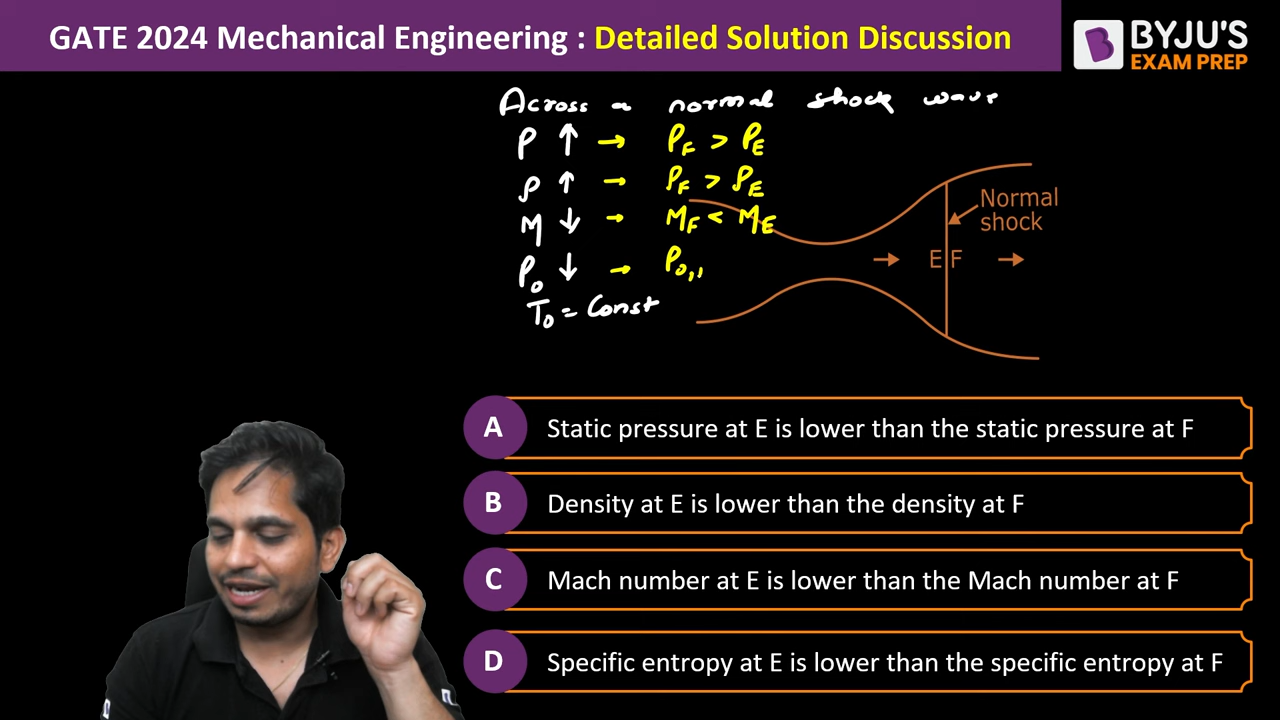 GATE 2024 Mechanical Engineering : Detailed Solution Discussion
BYJU'S
EXAM PREP
Across a normal shock wave
P ↑ → P_F > P_E
ρ ↑ → ρ_F > ρ_E
M ↓ → M_F < M_E
P_0 ↓ → P_0,,
T_0 = Const
Normal
shock
E F
A Static pressure at E is lower than the static pressure at F
B Density at E is lower than the density at F
C Mach number at E is lower than the Mach number at F
D Specific entropy at E is lower than the specific entropy at F